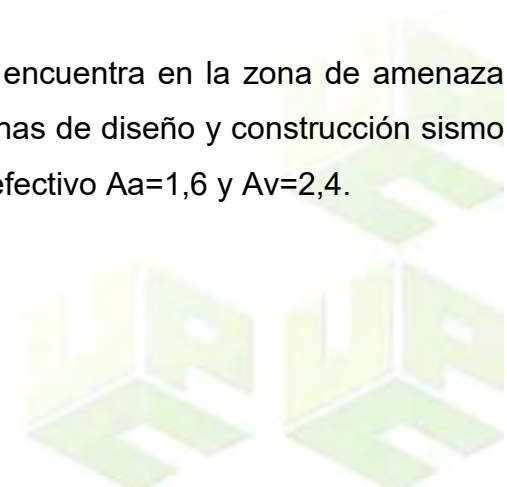 encuentra en la zona de amenaza
nas de diseño y construcción sismo
efectivo Aa=1,6 y Av=2,4.